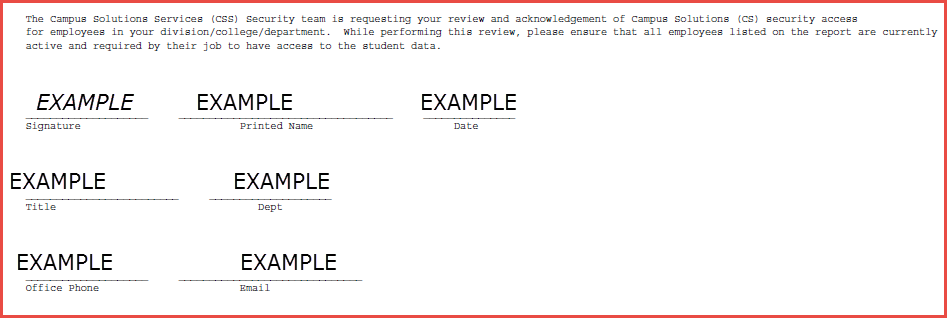 The Campus Solutions Services (CSS) Security team is requesting your review and acknowledgement of Campus Solutions (CS) security access
for employees in your division/college/department.  While performing this review, please ensure that all employees listed on the report are currently
active and required by their job to have access to the student data.
EXAMPLE EXAMPLE EXAMPLE
Signature Printed Name Date
EXAMPLE EXAMPLE
Title Dept
EXAMPLE EXAMPLE
Office Phone Email